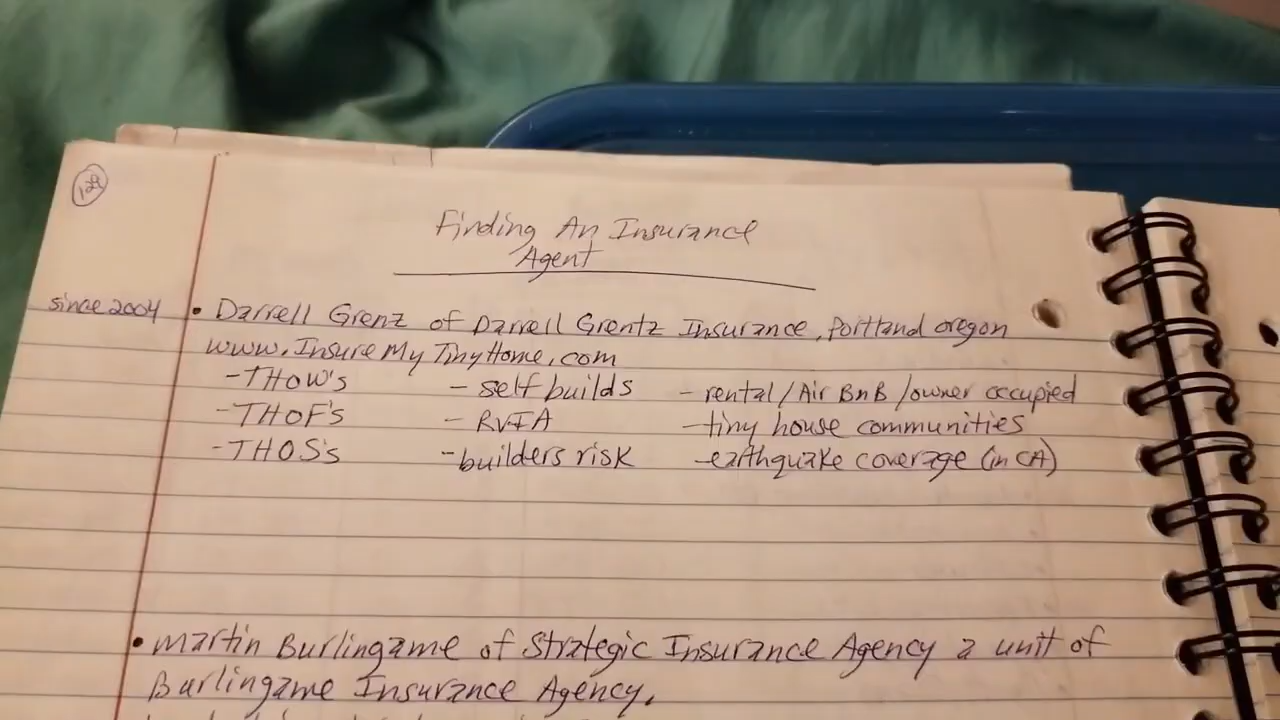 129
Finding An Insurance
Agent
since 2004 • Darrell Grenz of Darrell Grentz Insurance, Portland oregon
www.InsureMyTinyHome.com
-THOW's - self builds - rental/Air BnB/owner occupied
-THOF's - RVIA -tiny house communities
-THOS's -builders risk -earthquake coverage (in CA)
• Martin Burlingame of Strategic Insurance Agency a unit of
Burlingame Insurance Agency.